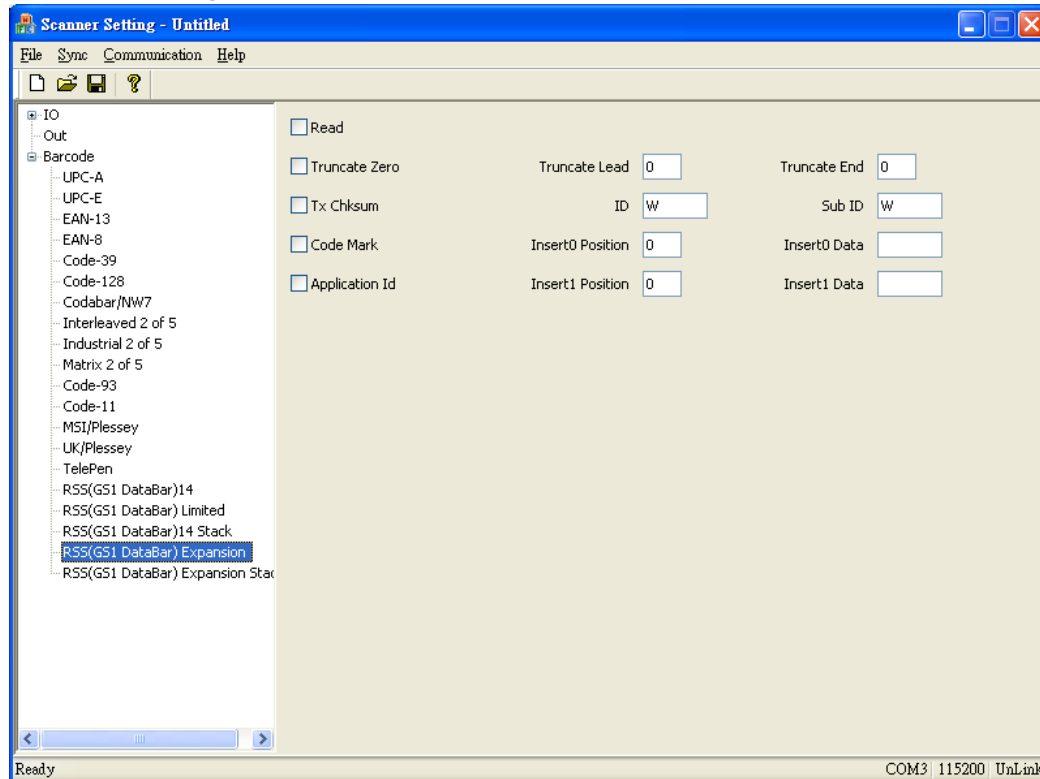 Scanner Setting - Untitled
File Sync Communication Help
IO
Out
Barcode
UPC-A
UPC-E
EAN-13
EAN-8
Code-39
Code-128
Codabar/NW7
Interleaved 2 of 5
Industrial 2 of 5
Matrix 2 of 5
Code-93
Code-11
MSI/Plessey
UK/Plessey
TelePen
RSS(GS1 DataBar)14
RSS(GS1 DataBar) Limited
RSS(GS1 DataBar)14 Stack
RSS(GS1 DataBar) Expansion
RSS(GS1 DataBar) Expansion Stac
Read
Truncate Zero Truncate Lead 0 Truncate End 0
Tx Chksum ID W Sub ID W
Code Mark Insert0 Position 0 Insert0 Data
Application Id Insert1 Position 0 Insert1 Data
Ready COM3 115200 UnLink